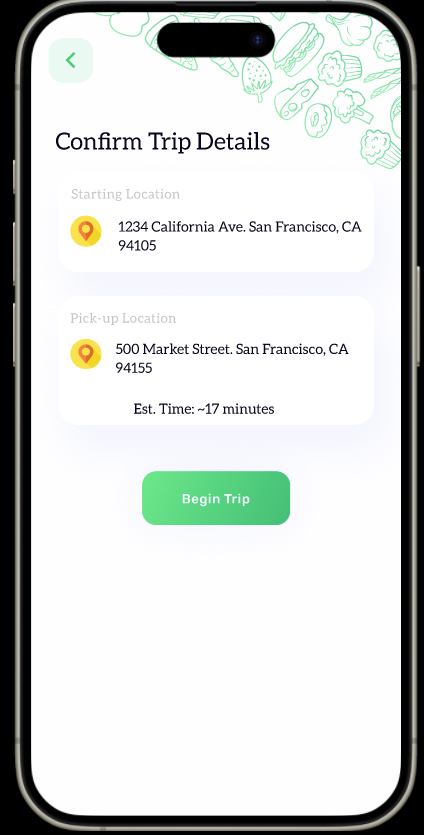 Confirm Trip Details
Starting Location
1234 California Ave. San Francisco, CA
94105
Pick-up Location
500 Market Street. San Francisco, CA
94155
Est. Time: ~17 minutes
Begin Trip